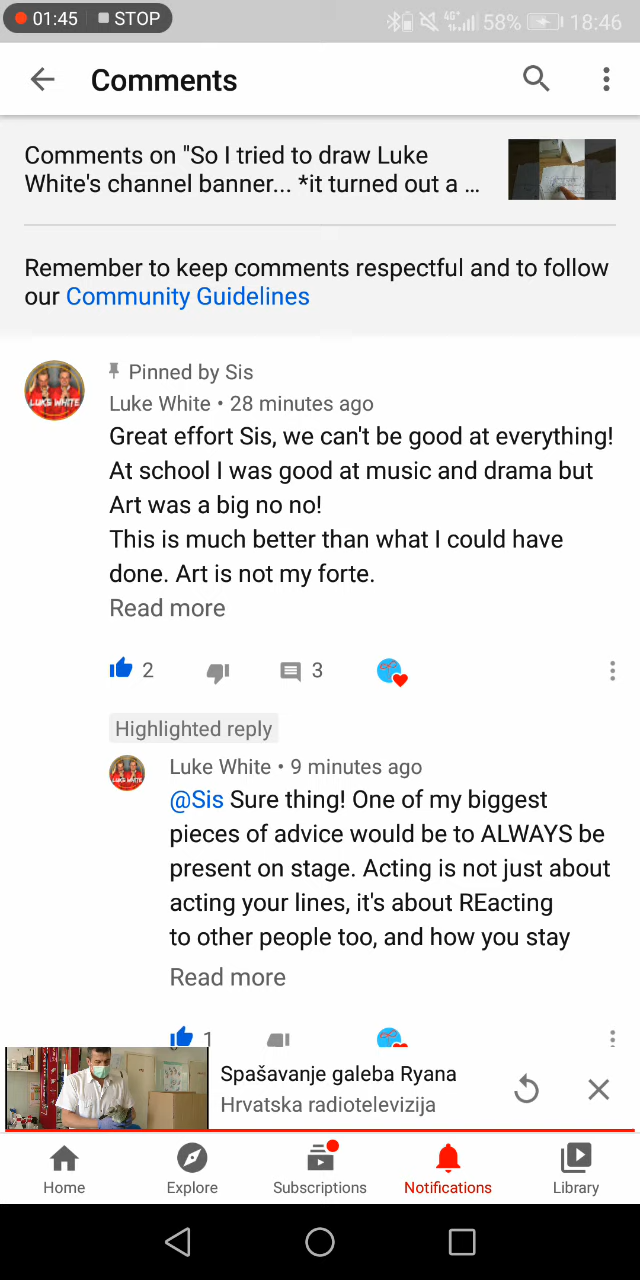 01:45 STOP 4G+ 58% 18:46
Comments
Comments on "So I tried to draw Luke
White's channel banner... *it turned out a ...
Remember to keep comments respectful and to follow
our Community Guidelines
Pinned by Sis
LUKE WHITE
Luke White • 28 minutes ago
Great effort Sis, we can't be good at everything!
At school I was good at music and drama but
Art was a big no no!
This is much better than what I could have
done. Art is not my forte.
Read more
2 3
Highlighted reply
LUKE WHITE
Luke White • 9 minutes ago
@Sis Sure thing! One of my biggest
pieces of advice would be to ALWAYS be
present on stage. Acting is not just about
acting your lines, it's about REacting
to other people too, and how you stay
Read more
1
Spašavanje galeba Ryana
Hrvatska radiotelevizija
Home Explore Subscriptions Notifications Library